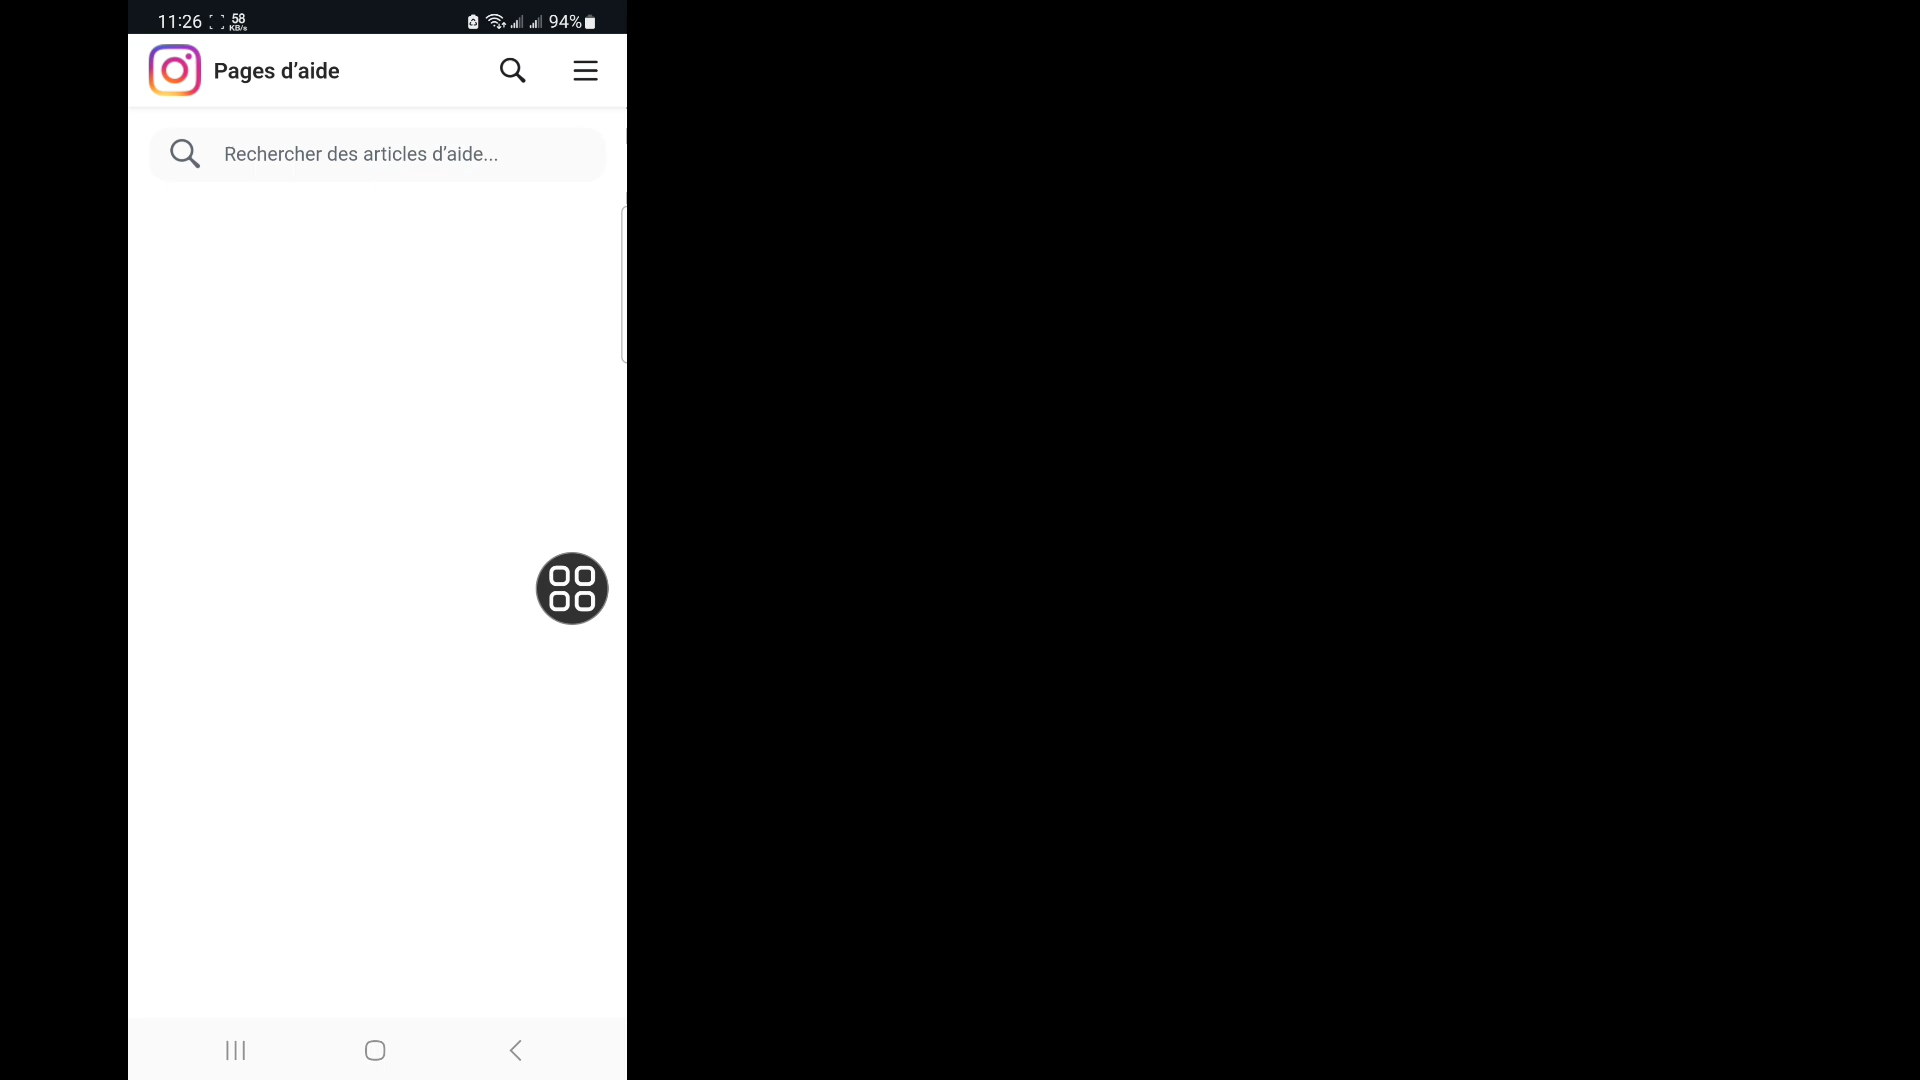 11:26 58 KB/s 94%
Pages d’aide
Rechercher des articles d’aide...